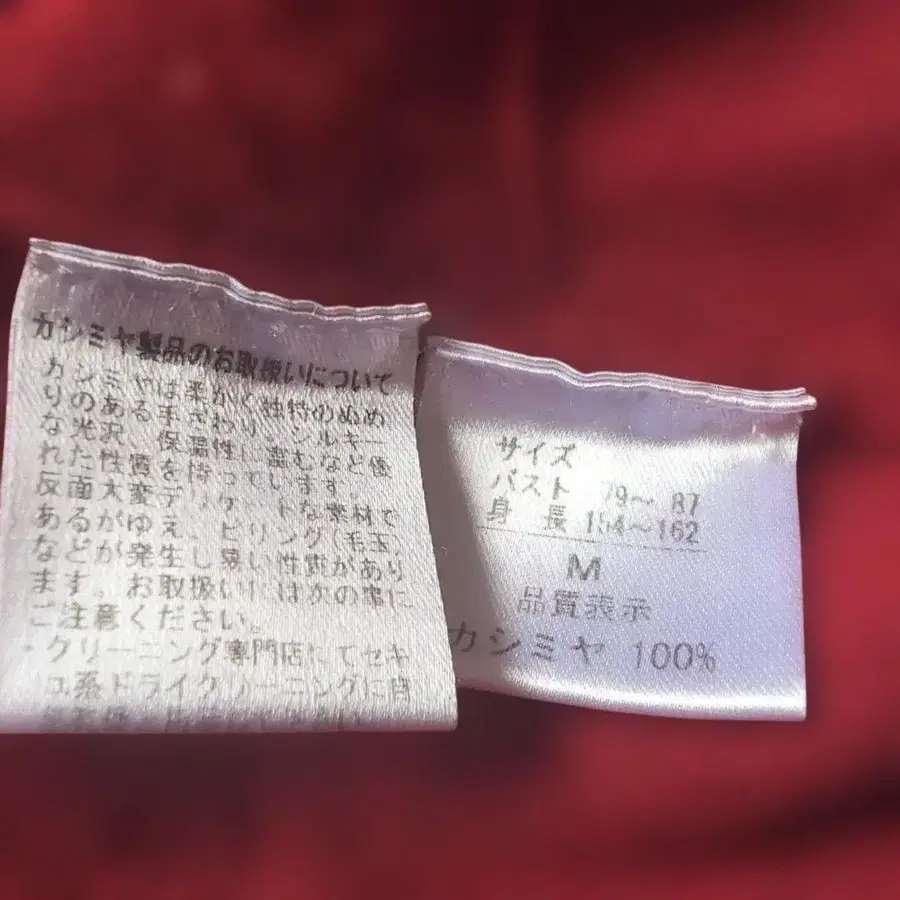 カシミヤ製品のお取扱いについて
カシミヤは柔かく独特のぬめ
りのある手ざわり、シルキー
な光沢、保温性に富むなど優
れた性質を持っています。
反面大変デリケートな素材で
あるがゆえ、ピリング(毛玉)
などが発生し易い性質があり
ます。お取扱いには次の事に
ご注意ください。
・クリーニング専門店にてセキ
ユ系ドライクリーニングに
サイズ
バスト 79〜87
身長 154〜162
M
品質表示
カシミヤ 100%